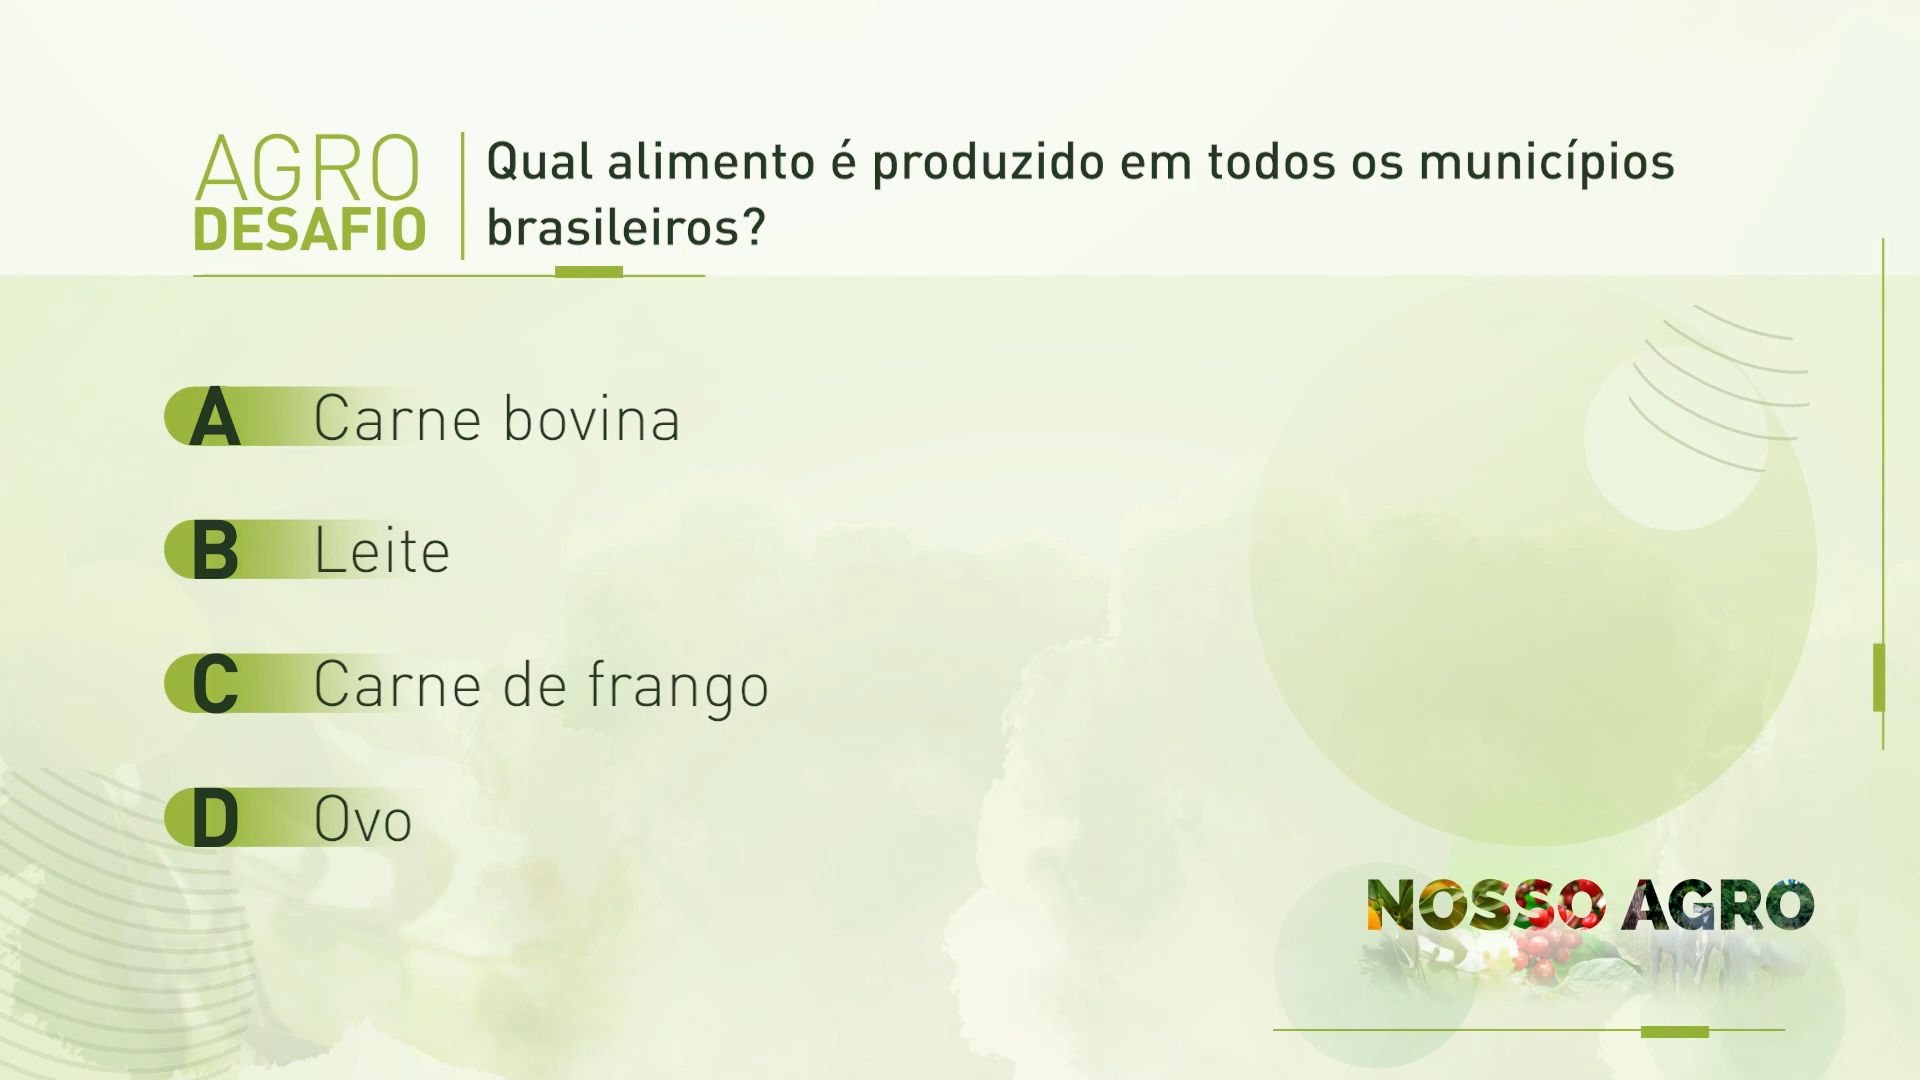 AGRO
DESAFIO
Qual alimento é produzido em todos os municípios
brasileiros?
A Carne bovina
B Leite
C Carne de frango
D Ovo
NOSSO AGRO